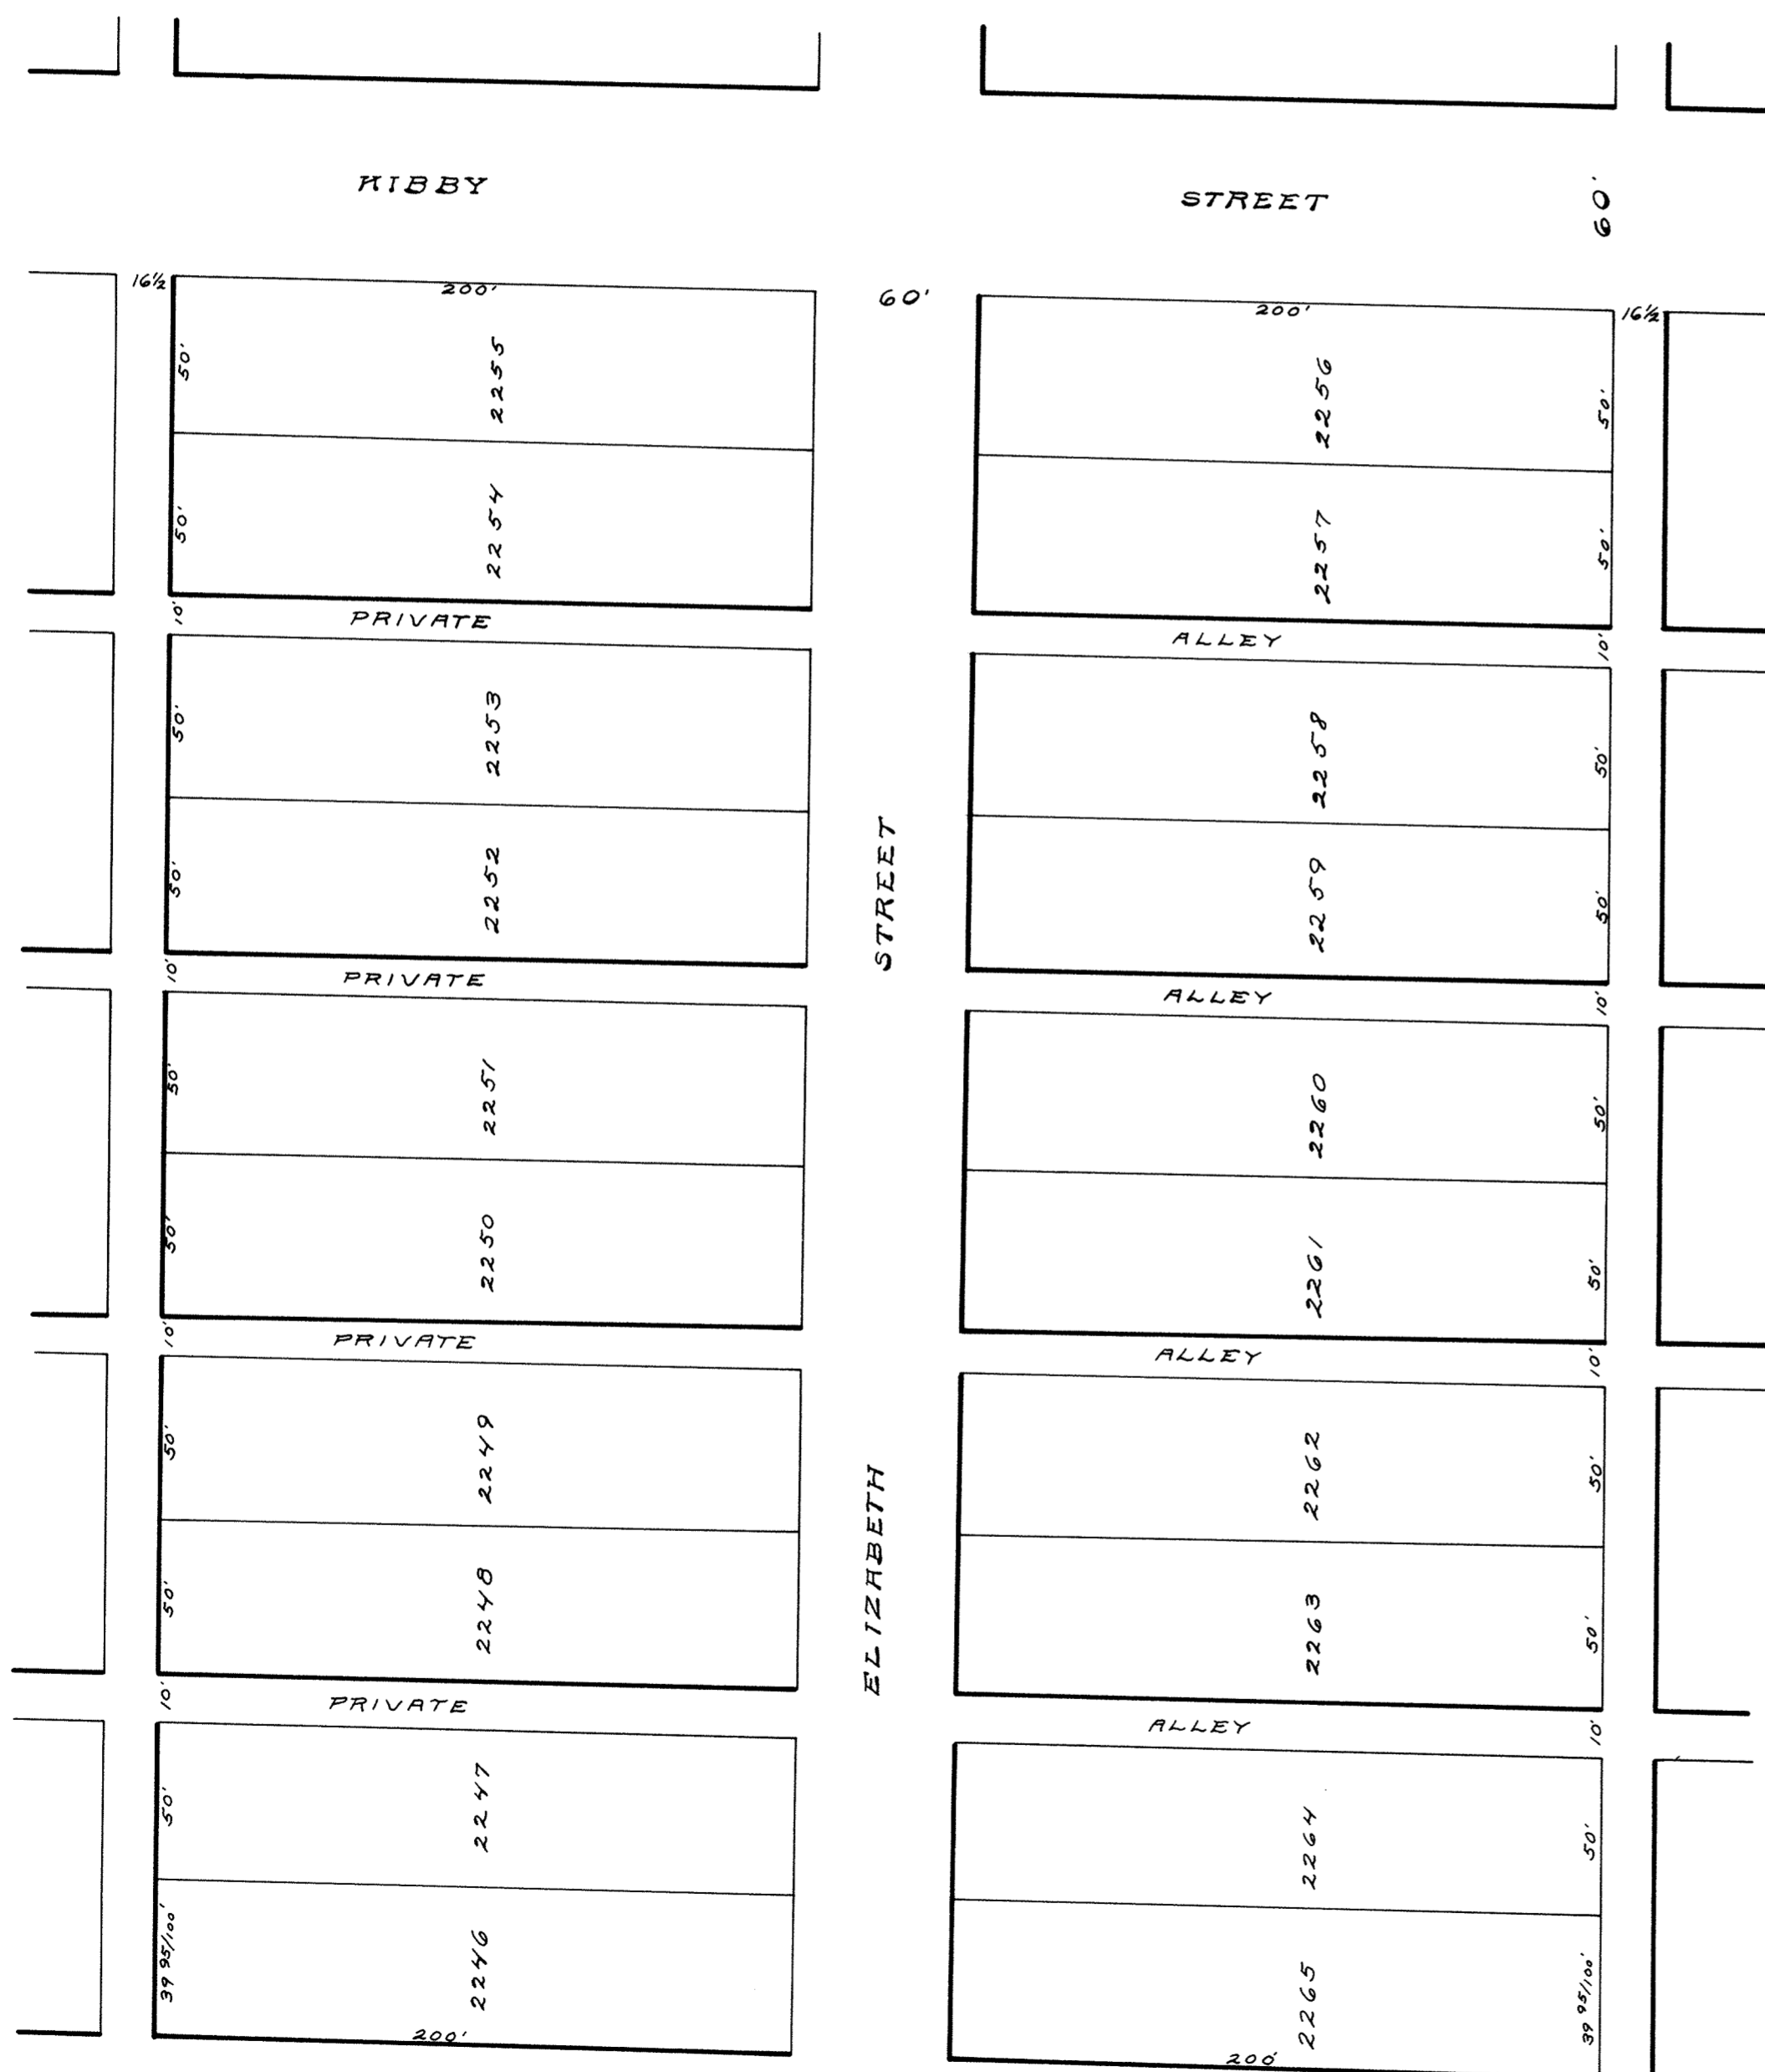 KIBBY STREET 60'
16½ 200' 60' 200' 16½
50' 2255 2256 50'
50' 2254 2257 50'
10' PRIVATE ALLEY 10'
50' 2253 2258 50'
50' 2252 2259 50'
10' PRIVATE ALLEY 10'
50' 2251 2260 50'
50' 2250 2261 50'
10' PRIVATE ALLEY 10'
50' 2249 2262 50'
50' 2248 2263 50'
10' PRIVATE ALLEY 10'
50' 2247 2264 50'
39 95/100' 2246 2265 39 95/100'
200' 200'
ELIZABETH STREET